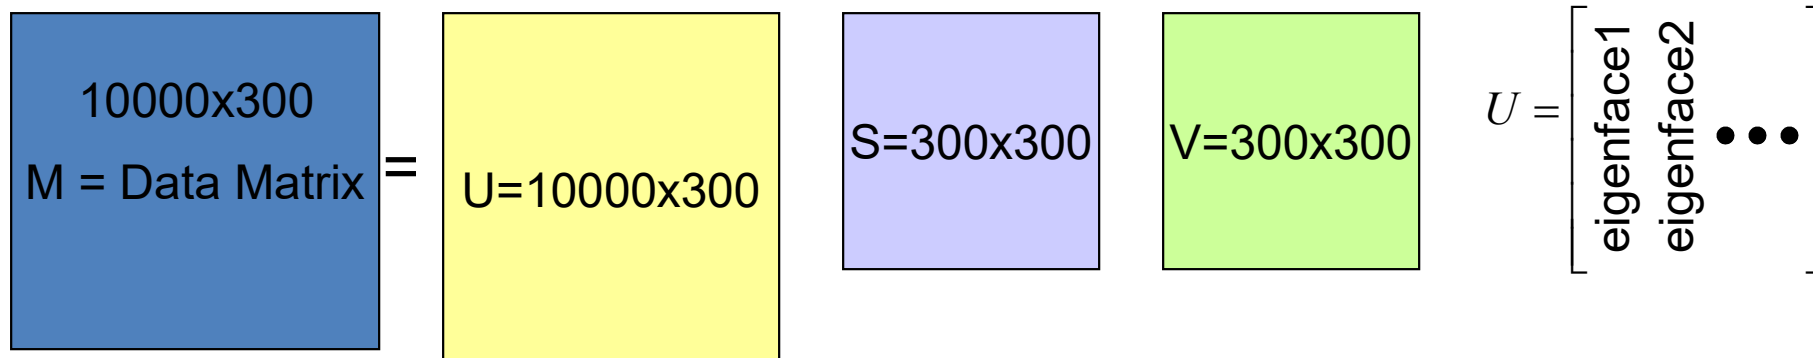 10000x300
M = Data Matrix
=
U=10000x300
S=300x300
V=300x300
U =
eigenface1
eigenface2
•••